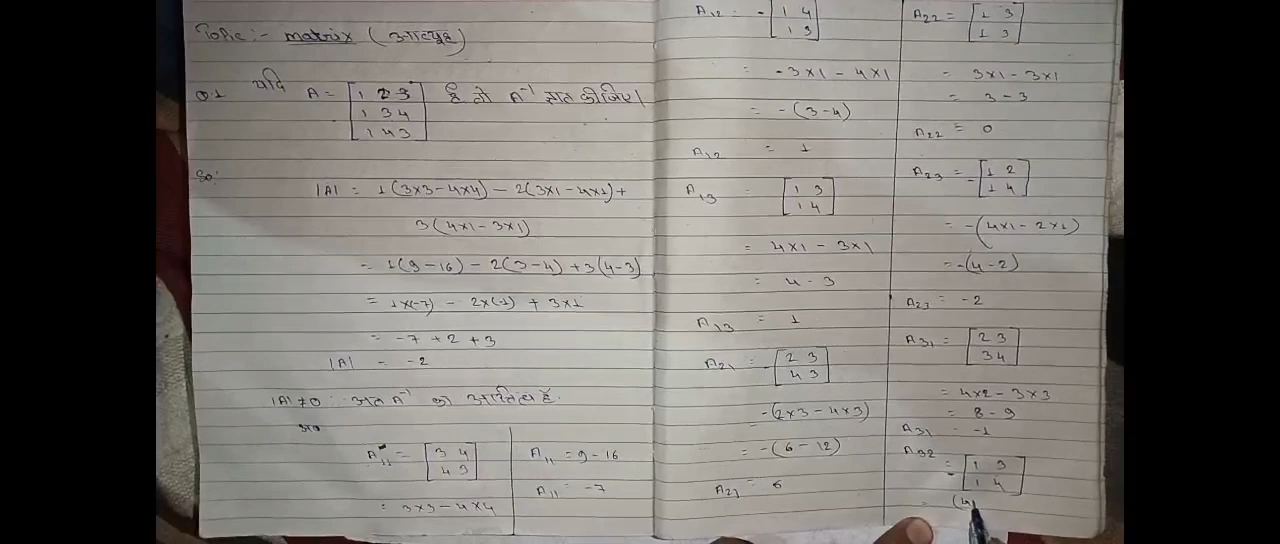 Topic:- matrix (आव्यूह)
Q.1 यदि A = [1 2 3
1 3 4
1 4 3] है तो A⁻¹ ज्ञात कीजिए।
So:
|A| = 1(3×3-4×4) - 2(3×1-4×1)+
3(4×1-3×1)
= 1(9-16) - 2(3-4) +3(4-3)
= 1×(-7) - 2×(-1) + 3×1
= -7 +2 +3
|A| = -2
|A|≠0 : अतः A⁻¹ का
A₁₁ = [3 4
4 3]
= 3×3-4×4
A₁₁ = 9-16
A₁₁ = -7
A₁₂ = -[1 4
1 3]
= -3×1-4×1
= -(3-4)
A₁₂ = 1
A₁₃ = [1 3
1 4]
= 4×1-3×1
= 4-3
A₁₃ = 1
A₂₁ = -[2 3
4 3]
-(2×3-4×3)
= -(6-12)
A₂₁ = 6
A₂₂ = [1 3
1 3]
= 3×1-3×1
= 3-3
A₂₂ = 0
A₂₃ = -[1 2
1 4]
= -(4×1-2×1)
= -(4-2)
A₂₃ = -2
A₃₁ = [2 3
3 4]
= 4×2-3×3
= 8-9
A₃₁ = -1
A₃₂
= -[1 3
1 4]
= (4